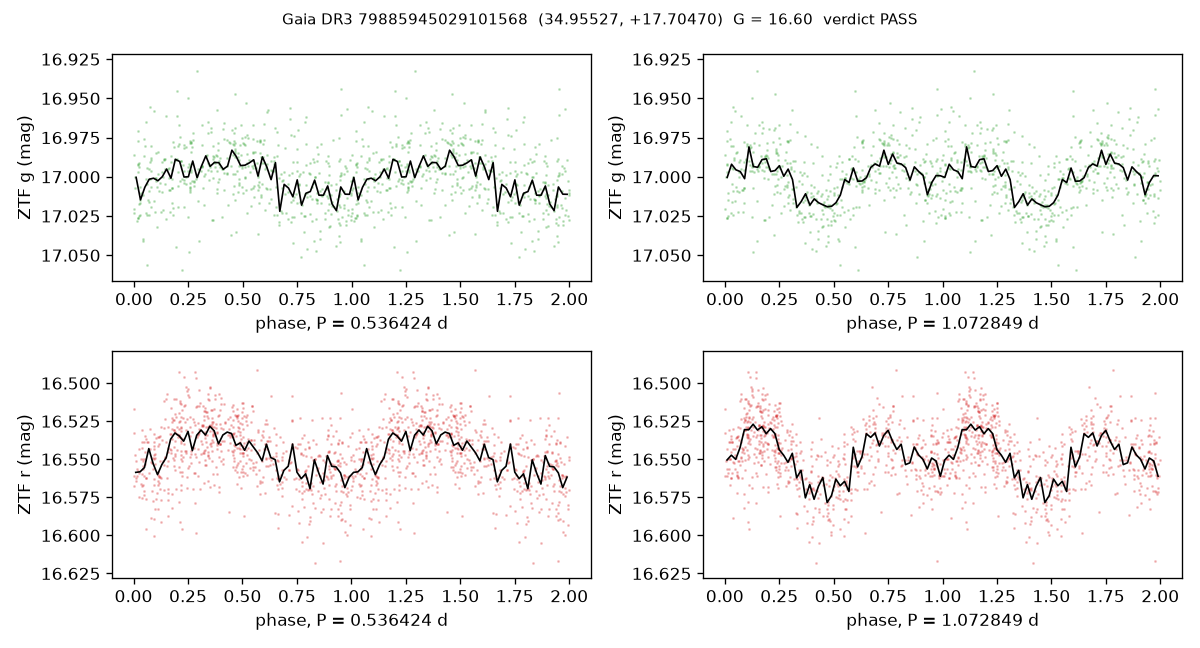 Gaia DR3 79885945029101568 (34.95527, +17.70470) G = 16.60 verdict PASS
ZTF g (mag)
16.925
16.950
16.975
17.000
17.025
17.050
0.00 0.25 0.50 0.75 1.00 1.25 1.50 1.75 2.00
phase, P = 0.536424 d
ZTF g (mag)
16.925
16.950
16.975
17.000
17.025
17.050
0.00 0.25 0.50 0.75 1.00 1.25 1.50 1.75 2.00
phase, P = 1.072849 d
ZTF r (mag)
16.500
16.525
16.550
16.575
16.600
16.625
0.00 0.25 0.50 0.75 1.00 1.25 1.50 1.75 2.00
phase, P = 0.536424 d
ZTF r (mag)
16.500
16.525
16.550
16.575
16.600
16.625
0.00 0.25 0.50 0.75 1.00 1.25 1.50 1.75 2.00
phase, P = 1.072849 d